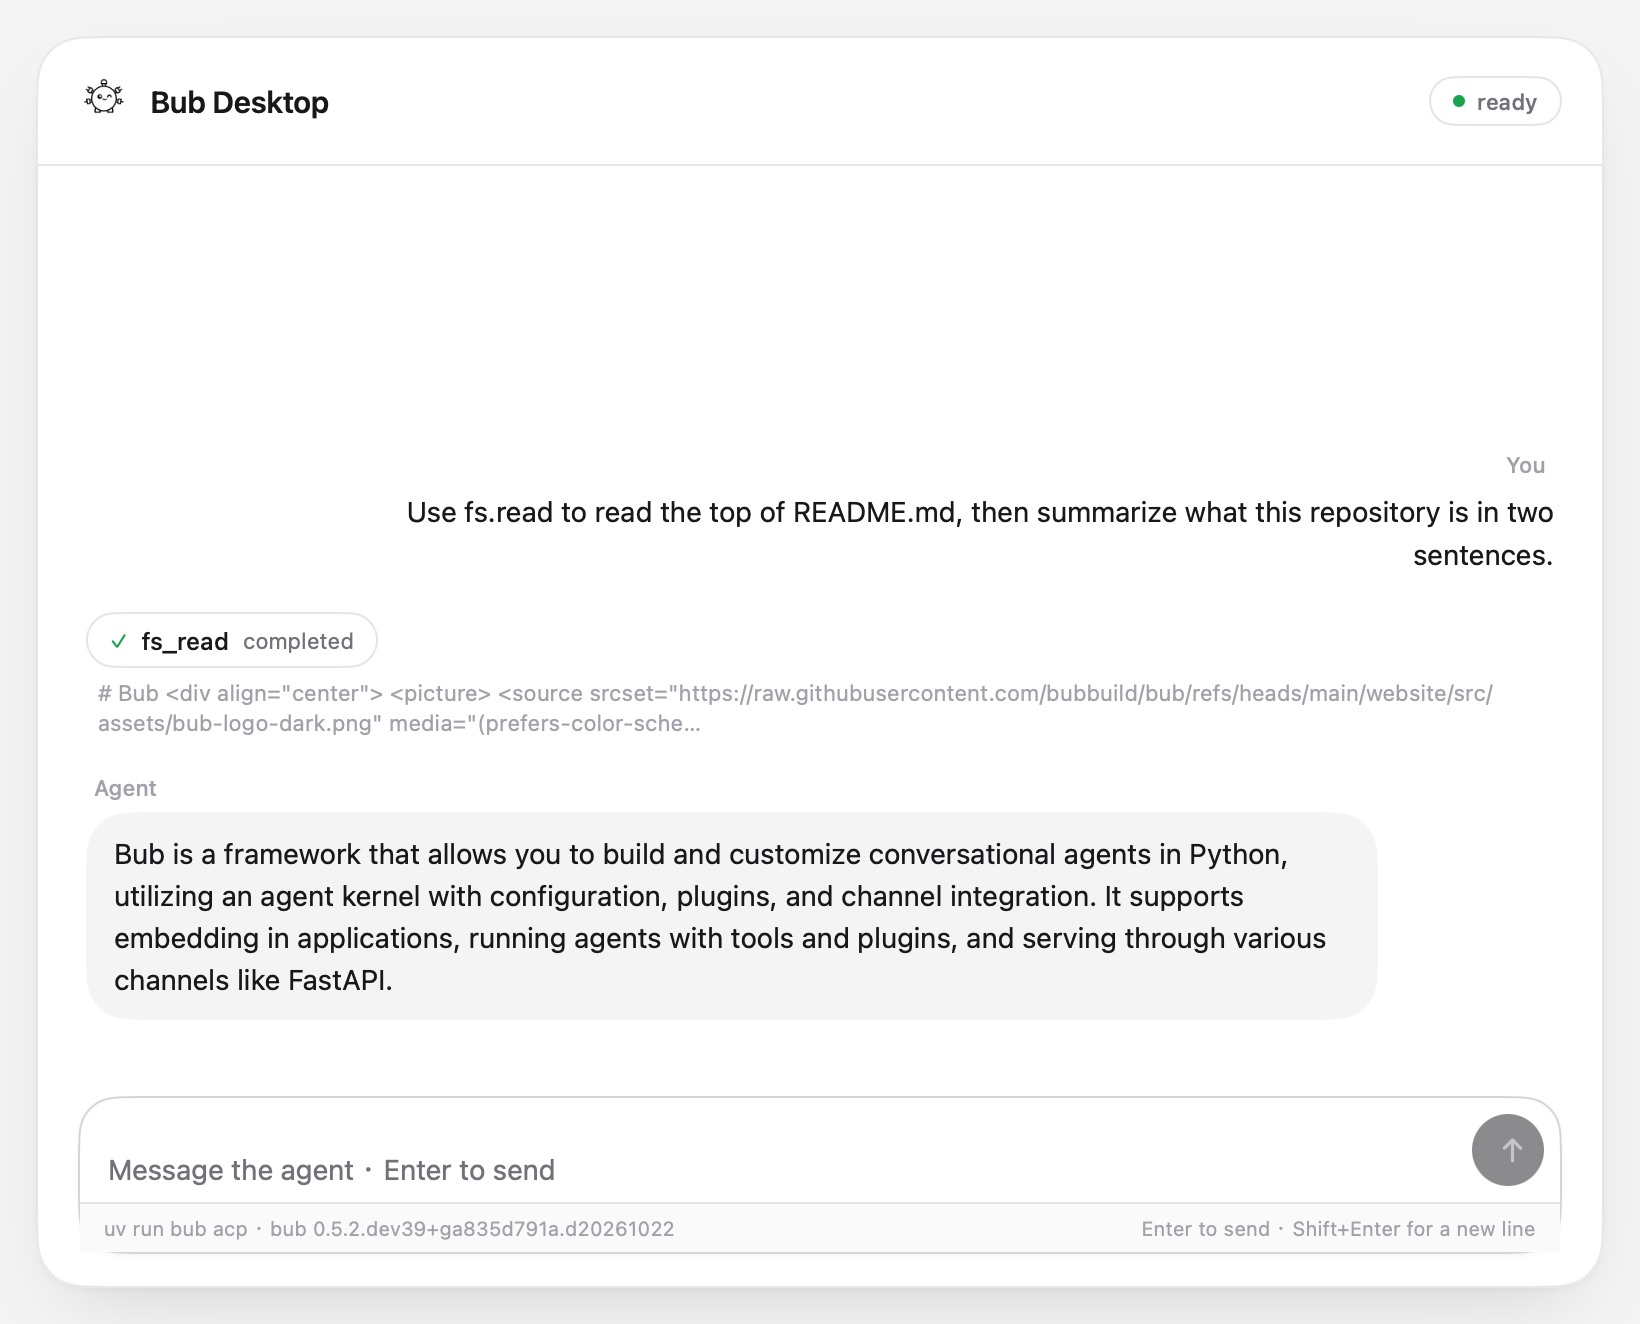 Bub Desktop
ready
You
Use fs.read to read the top of README.md, then summarize what this repository is in two
sentences.
fs_read completed
# Bub <div align="center"> <picture> <source srcset="https://raw.githubusercontent.com/bubbuild/bub/refs/heads/main/website/src/
assets/bub-logo-dark.png" media="(prefers-color-sche...
Agent
Bub is a framework that allows you to build and customize conversational agents in Python,
utilizing an agent kernel with configuration, plugins, and channel integration. It supports
embedding in applications, running agents with tools and plugins, and serving through various
channels like FastAPI.
Message the agent · Enter to send
uv run bub acp · bub 0.5.2.dev39+ga835d791a.d20261022
Enter to send · Shift+Enter for a new line